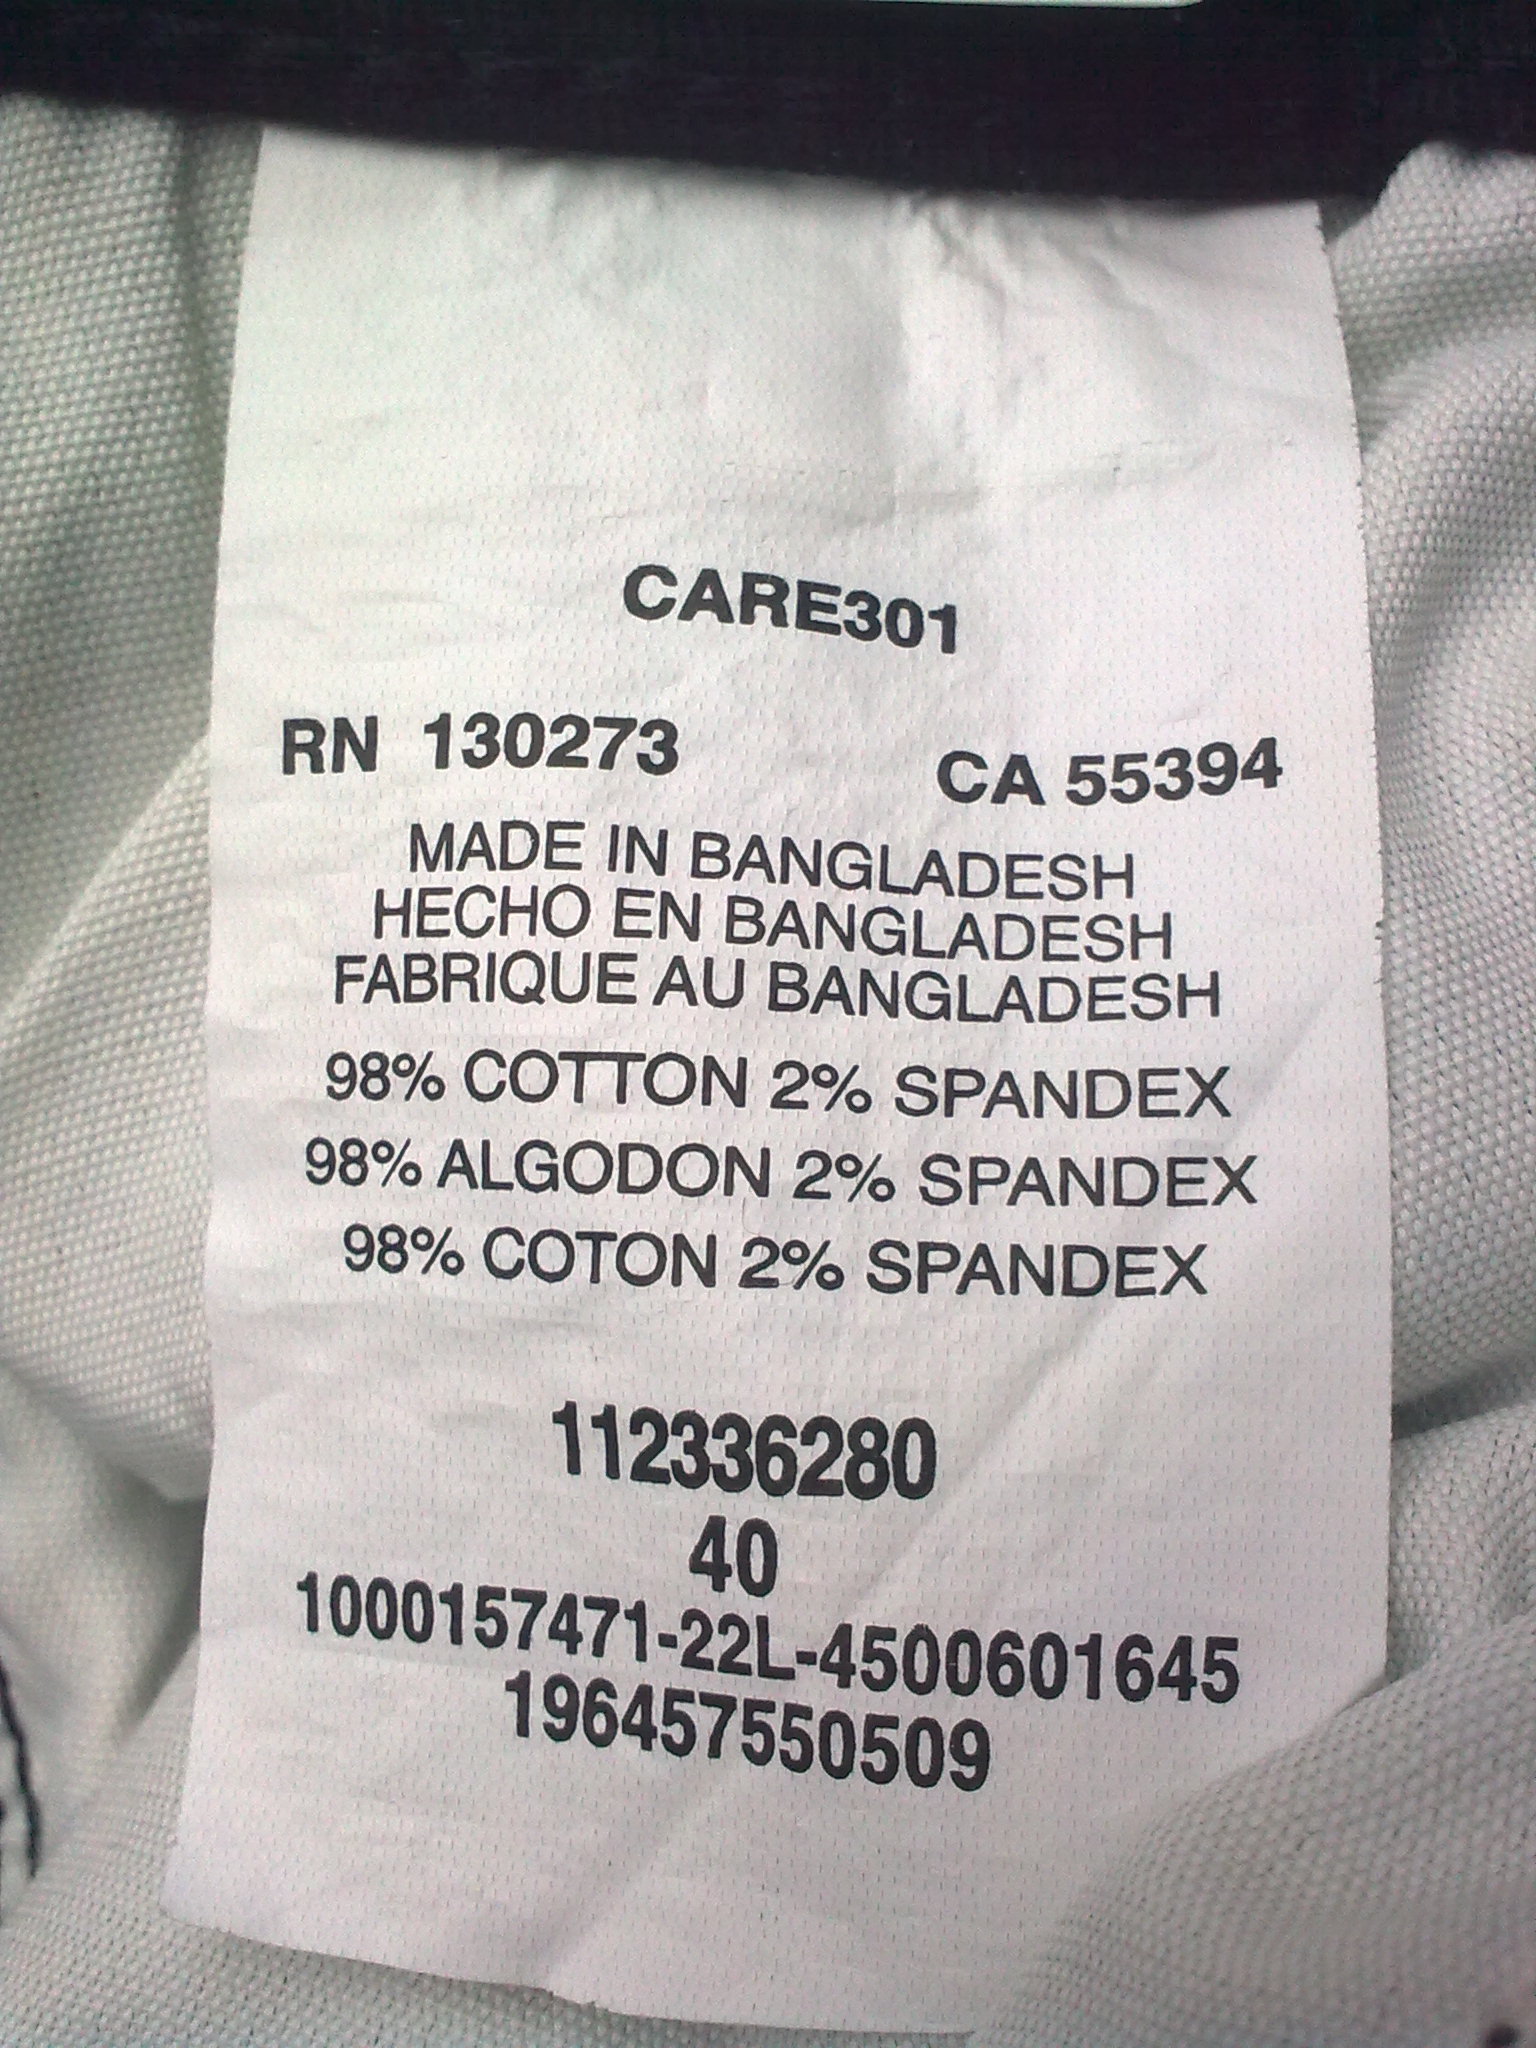 CARE301
RN 130273 CA 55394
MADE IN BANGLADESH
HECHO EN BANGLADESH
FABRIQUE AU BANGLADESH
98% COTTON 2% SPANDEX
98% ALGODON 2% SPANDEX
98% COTON 2% SPANDEX
112336280
40
1000157471-22L-4500601645
196457550509